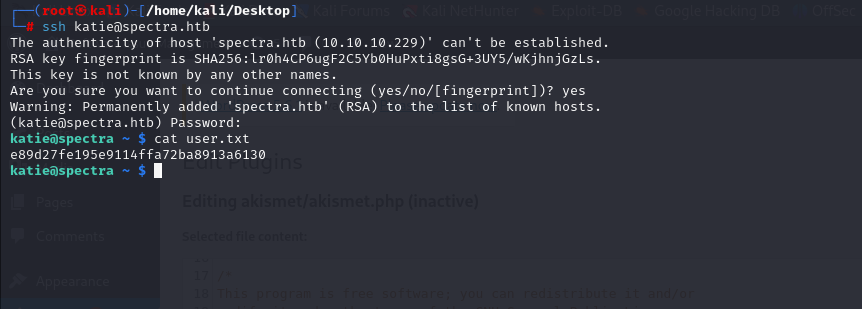 ┌──(root㉿kali)-[/home/kali/Desktop]
Kali Forums Kali NetHunter Exploit-DB Google Hacking DB OffSec
└─# ssh katie@spectra.htb
The authenticity of host 'spectra.htb (10.10.10.229)' can't be established.
RSA key fingerprint is SHA256:lr0h4CP6ugF2C5Yb0HuPxti8gsG+3UY5/wKjhnjGzLs.
This key is not known by any other names.
Are you sure you want to continue connecting (yes/no/[fingerprint])? yes
Warning: Permanently added 'spectra.htb' (RSA) to the list of known hosts.
(katie@spectra.htb) Password:
katie@spectra ~ $ cat user.txt
e89d27fe195e9114ffa72ba8913a6130
katie@spectra ~ $
Edit Plugins
Pages
Editing akismet/akismet.php (inactive)
Comments
Selected file content:
Appearance
17 /*
18 This program is free software; you can redistribute it and/or